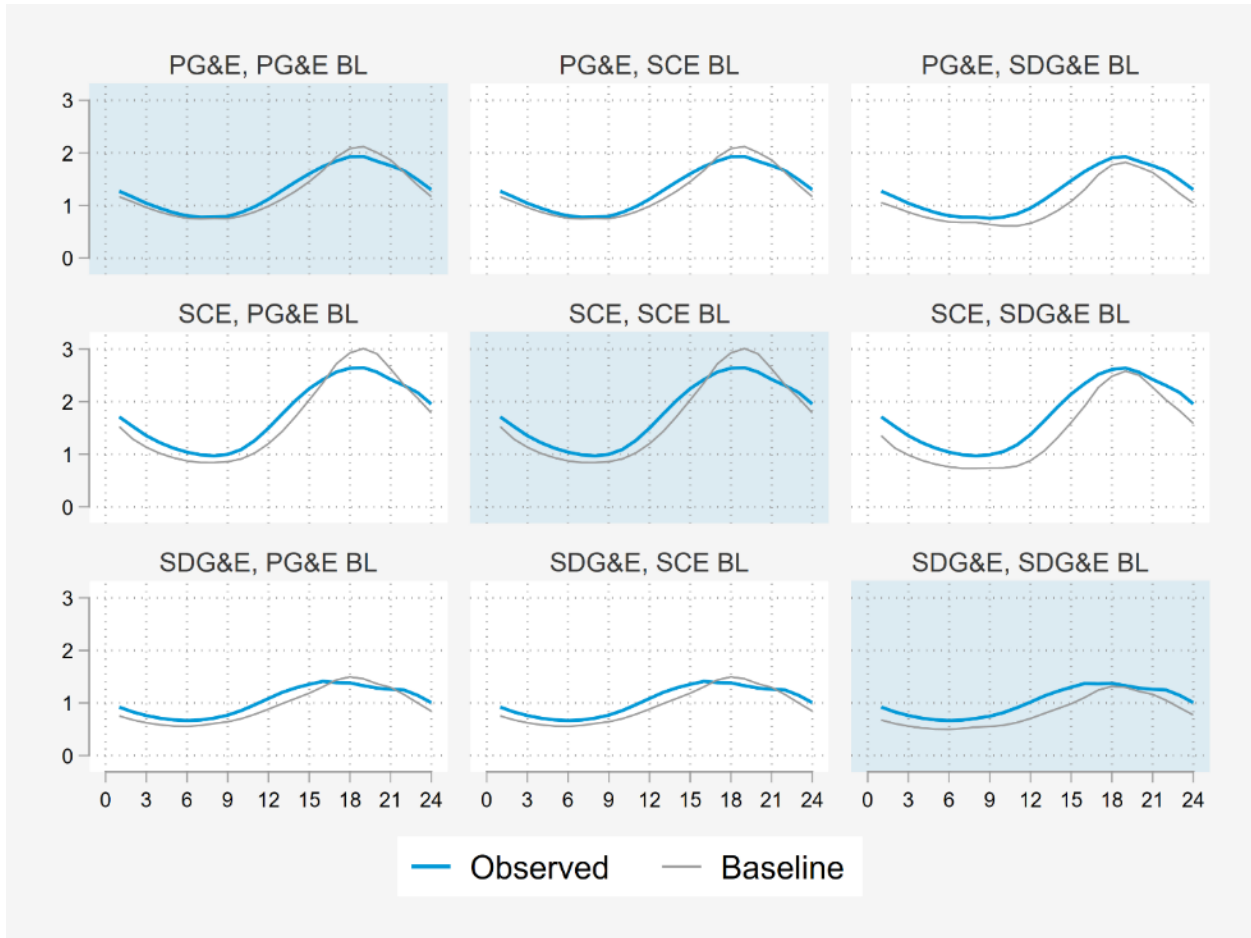 PG&E, PG&E BL
PG&E, SCE BL
PG&E, SDG&E BL
3
2
1
0
SCE, PG&E BL
SCE, SCE BL
SCE, SDG&E BL
3
2
1
0
SDG&E, PG&E BL
SDG&E, SCE BL
SDG&E, SDG&E BL
3
2
1
0
0 3 6 9 12 15 18 21 24
0 3 6 9 12 15 18 21 24
0 3 6 9 12 15 18 21 24
Observed
Baseline